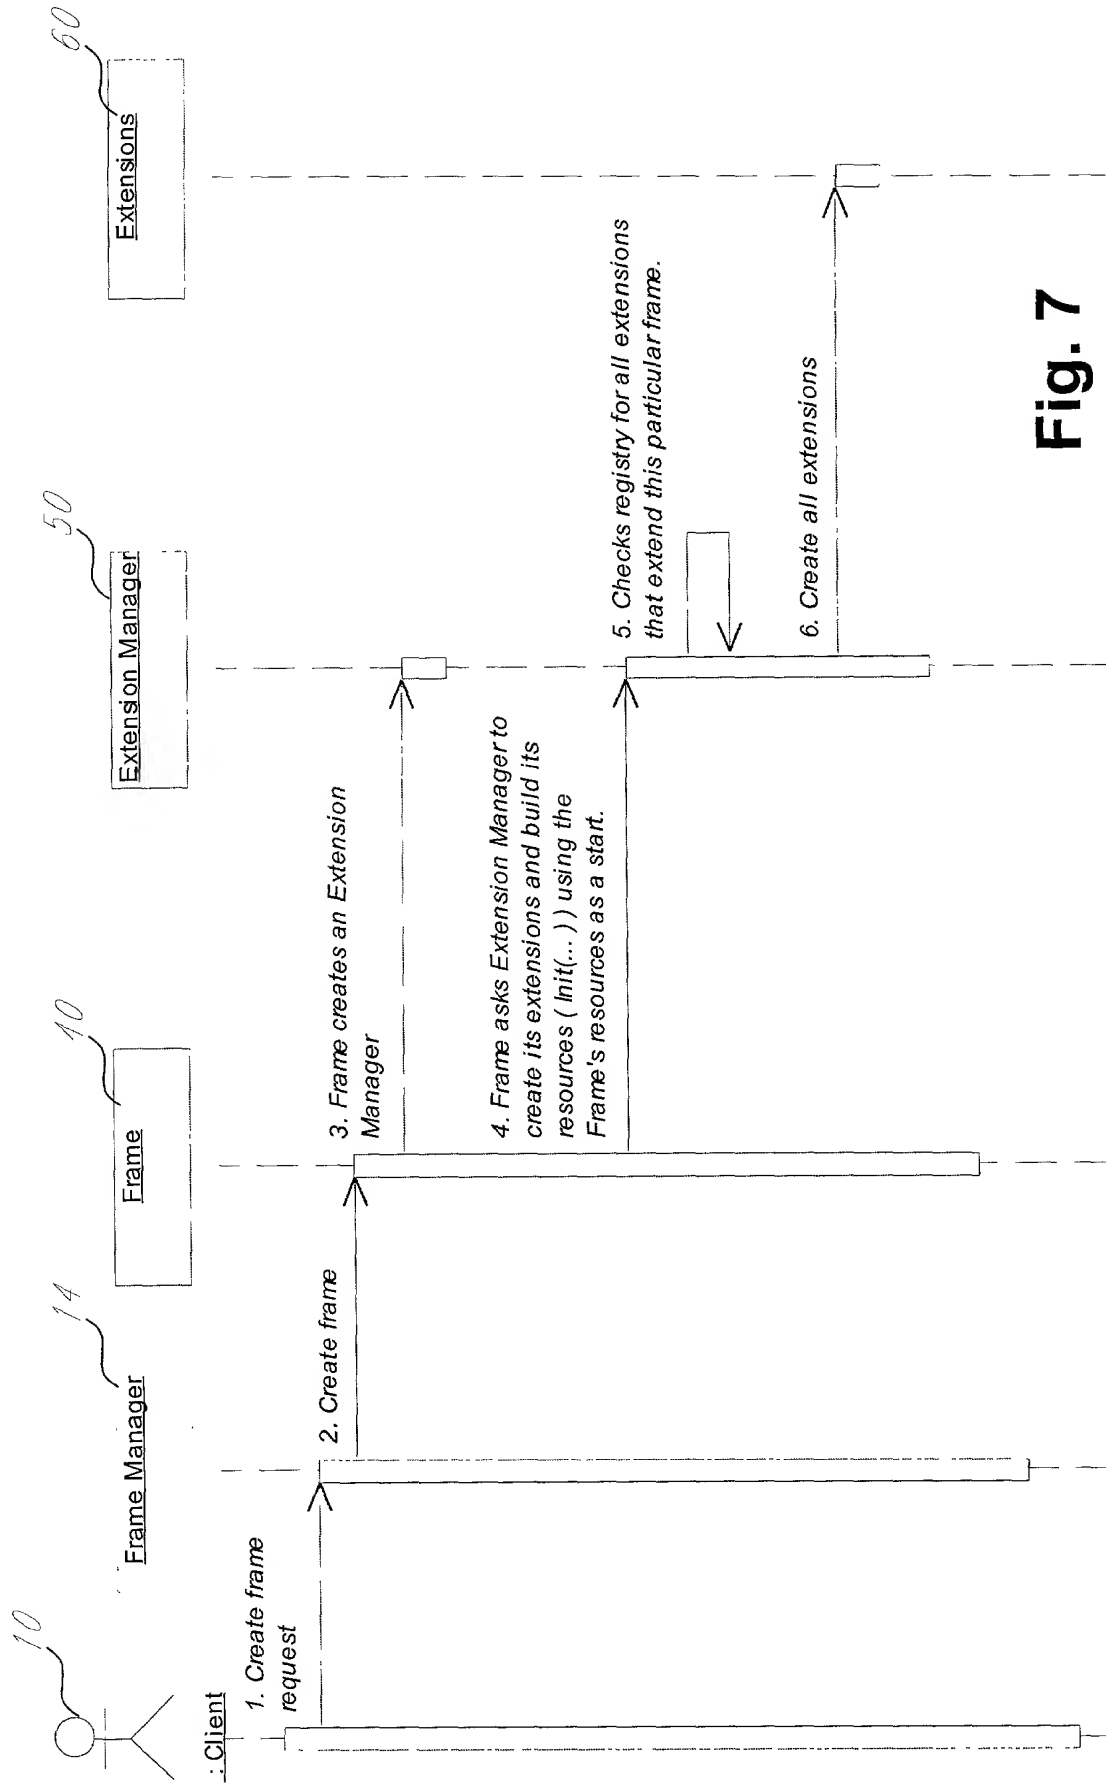 10
14
40
50
60
: Client
Frame Manager
Frame
Extension Manager
Extensions
1. Create frame
request
2. Create frame
3. Frame creates an Extension
Manager
4. Frame asks Extension Manager to
create its extensions and build its
resources ( Init(... )) using the
Frame's resources as a start.
5. Checks registry for all extensions
that extend this particular frame.
6. Create all extensions
Fig. 7